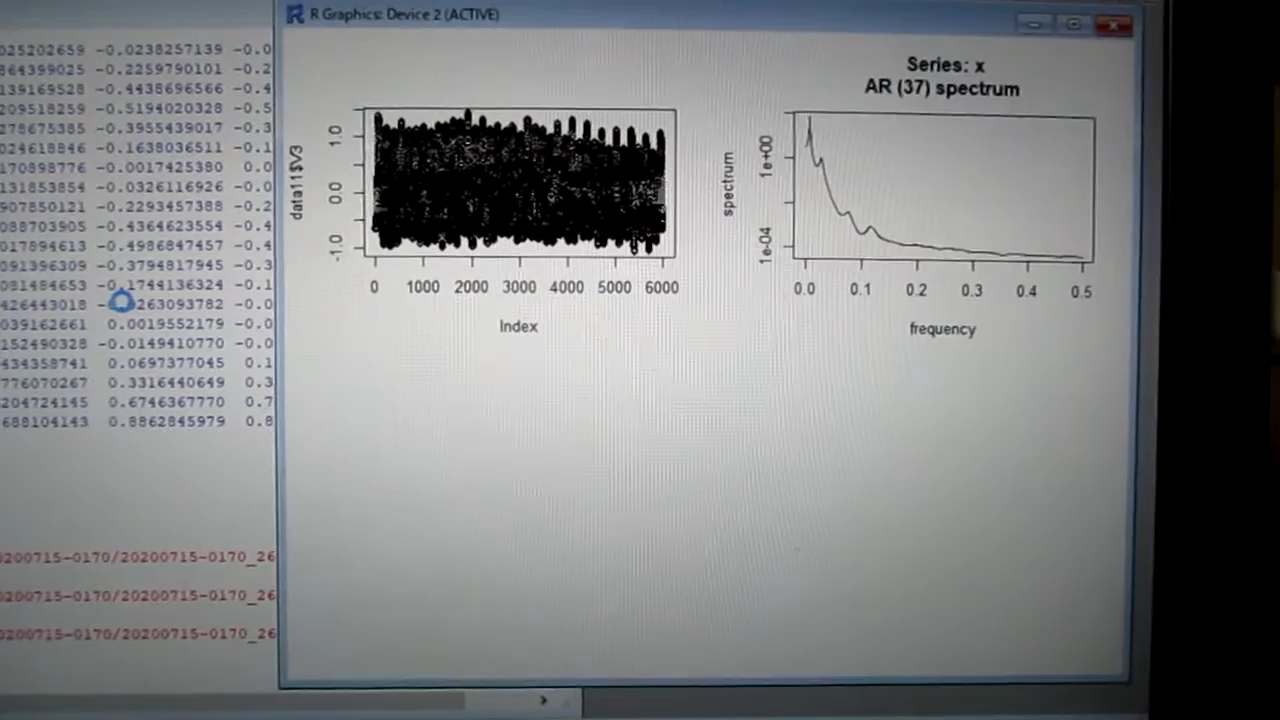 R Graphics: Device 2 (ACTIVE)
025202659 -0.0238257139 -0.0
864399025 -0.2259790101 -0.2
139169528 -0.4438696566 -0.4
209518259 -0.5194020328 -0.5
278675385 -0.3955439017 -0.3
024618846 -0.1638036511 -0.1
170898776 -0.0017425380 0.0
131853854 -0.0326116926 -0.0
907850121 -0.2293457388 -0.2
088703905 -0.4364623554 -0.4
017894613 -0.4986847457 -0.4
091396309 -0.3794817945 -0.3
081484653 -0.1744136324 -0.1
426443018 263093782 -0.0
039162661 0.0019552179 -0.0
152490328 -0.0149410770 -0.0
434358741 0.0697377045 0.1
776070267 0.3316440649 0.3
204724145 0.6746367770 0.7
688104143 0.8862845979 0.8
0200715-0170/20200715-0170_26
0200715-0170/20200715-0170_26
0200715-0170/20200715-0170_26
data11$V3
1.0
0.0
-1.0
0 1000 2000 3000 4000 5000 6000
Index
Series: x
AR (37) spectrum
spectrum
1e+00
1e-04
0.0 0.1 0.2 0.3 0.4 0.5
frequency